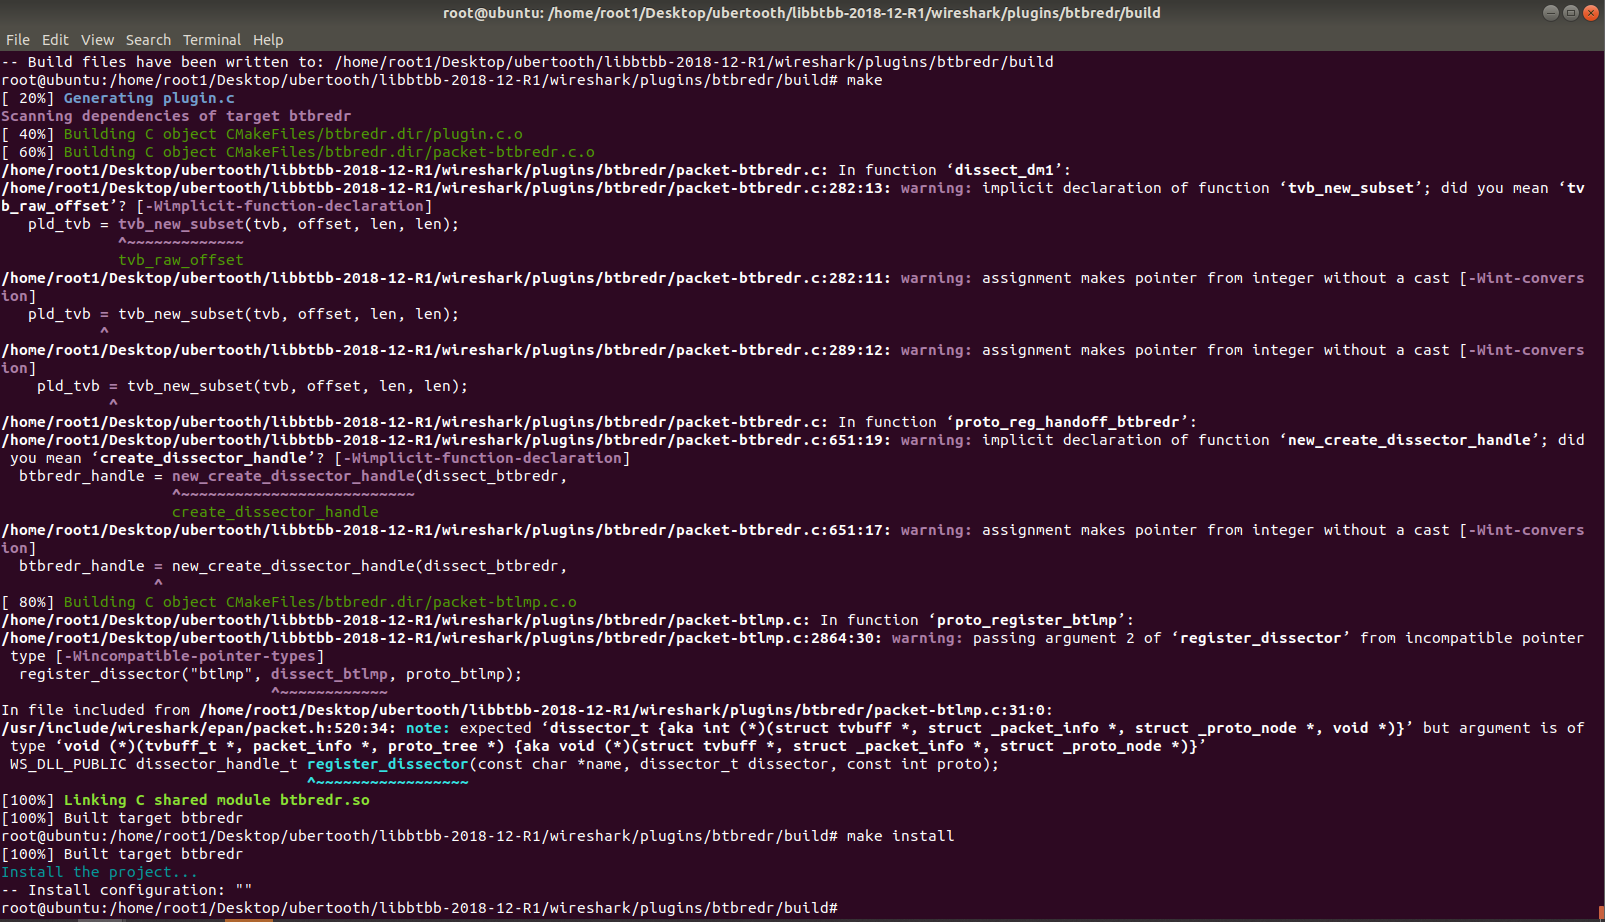 root@ubuntu: /home/root1/Desktop/ubertooth/libbtbb-2018-12-R1/wireshark/plugins/btbredr/build
File Edit View Search Terminal Help
-- Build files have been written to: /home/root1/Desktop/ubertooth/libbtbb-2018-12-R1/wireshark/plugins/btbredr/build
root@ubuntu:/home/root1/Desktop/ubertooth/libbtbb-2018-12-R1/wireshark/plugins/btbredr/build# make
[ 20%] Generating plugin.c
Scanning dependencies of target btbredr
[ 40%] Building C object CMakeFiles/btbredr.dir/plugin.c.o
[ 60%] Building C object CMakeFiles/btbredr.dir/packet-btbredr.c.o
/home/root1/Desktop/ubertooth/libbtbb-2018-12-R1/wireshark/plugins/btbredr/packet-btbredr.c: In function ‘dissect_dm1’:
/home/root1/Desktop/ubertooth/libbtbb-2018-12-R1/wireshark/plugins/btbredr/packet-btbredr.c:282:13: warning: implicit declaration of function ‘tvb_new_subset’; did you mean ‘tv
b_raw_offset’? [-Wimplicit-function-declaration]
   pld_tvb = tvb_new_subset(tvb, offset, len, len);
             ^~~~~~~~~~~~~~
             tvb_raw_offset
/home/root1/Desktop/ubertooth/libbtbb-2018-12-R1/wireshark/plugins/btbredr/packet-btbredr.c:282:11: warning: assignment makes pointer from integer without a cast [-Wint-convers
ion]
   pld_tvb = tvb_new_subset(tvb, offset, len, len);
           ^
/home/root1/Desktop/ubertooth/libbtbb-2018-12-R1/wireshark/plugins/btbredr/packet-btbredr.c:289:12: warning: assignment makes pointer from integer without a cast [-Wint-convers
ion]
    pld_tvb = tvb_new_subset(tvb, offset, len, len);
            ^
/home/root1/Desktop/ubertooth/libbtbb-2018-12-R1/wireshark/plugins/btbredr/packet-btbredr.c: In function ‘proto_reg_handoff_btbredr’:
/home/root1/Desktop/ubertooth/libbtbb-2018-12-R1/wireshark/plugins/btbredr/packet-btbredr.c:651:19: warning: implicit declaration of function ‘new_create_dissector_handle’; did
 you mean ‘create_dissector_handle’? [-Wimplicit-function-declaration]
  btbredr_handle = new_create_dissector_handle(dissect_btbredr,
                   ^~~~~~~~~~~~~~~~~~~~~~~~~~~
                   create_dissector_handle
/home/root1/Desktop/ubertooth/libbtbb-2018-12-R1/wireshark/plugins/btbredr/packet-btbredr.c:651:17: warning: assignment makes pointer from integer without a cast [-Wint-convers
ion]
  btbredr_handle = new_create_dissector_handle(dissect_btbredr,
                 ^
[ 80%] Building C object CMakeFiles/btbredr.dir/packet-btlmp.c.o
/home/root1/Desktop/ubertooth/libbtbb-2018-12-R1/wireshark/plugins/btbredr/packet-btlmp.c: In function ‘proto_register_btlmp’:
/home/root1/Desktop/ubertooth/libbtbb-2018-12-R1/wireshark/plugins/btbredr/packet-btlmp.c:2864:30: warning: passing argument 2 of ‘register_dissector’ from incompatible pointer
 type [-Wincompatible-pointer-types]
  register_dissector("btlmp", dissect_btlmp, proto_btlmp);
                              ^~~~~~~~~~~~~
In file included from /home/root1/Desktop/ubertooth/libbtbb-2018-12-R1/wireshark/plugins/btbredr/packet-btlmp.c:31:0:
/usr/include/wireshark/epan/packet.h:520:34: note: expected ‘dissector_t {aka int (*)(struct tvbuff *, struct _packet_info *, struct _proto_node *, void *)}’ but argument is of
 type ‘void (*)(tvbuff_t *, packet_info *, proto_tree *) {aka void (*)(struct tvbuff *, struct _packet_info *, struct _proto_node *)}’
 WS_DLL_PUBLIC dissector_handle_t register_dissector(const char *name, dissector_t dissector, const int proto);
                                  ^~~~~~~~~~~~~~~~~~
[100%] Linking C shared module btbredr.so
[100%] Built target btbredr
root@ubuntu:/home/root1/Desktop/ubertooth/libbtbb-2018-12-R1/wireshark/plugins/btbredr/build# make install
[100%] Built target btbredr
Install the project...
-- Install configuration: ""
root@ubuntu:/home/root1/Desktop/ubertooth/libbtbb-2018-12-R1/wireshark/plugins/btbredr/build#